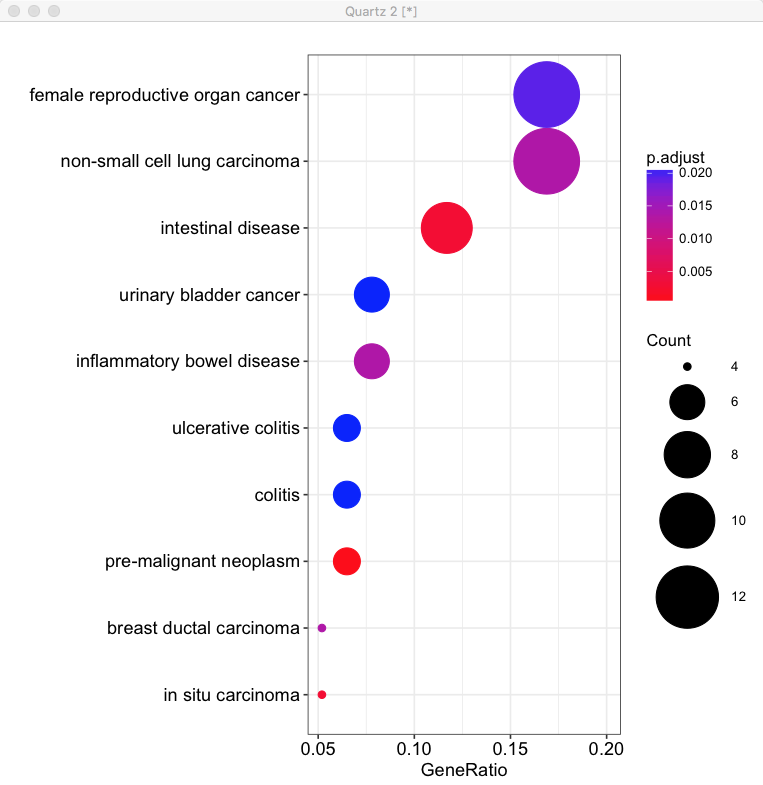 Quartz 2 [*]
female reproductive organ cancer
non-small cell lung carcinoma
intestinal disease
urinary bladder cancer
inflammatory bowel disease
ulcerative colitis
colitis
pre-malignant neoplasm
breast ductal carcinoma
in situ carcinoma
0.05 0.10 0.15 0.20
GeneRatio
p.adjust
0.020
0.015
0.010
0.005
Count
4
6
8
10
12